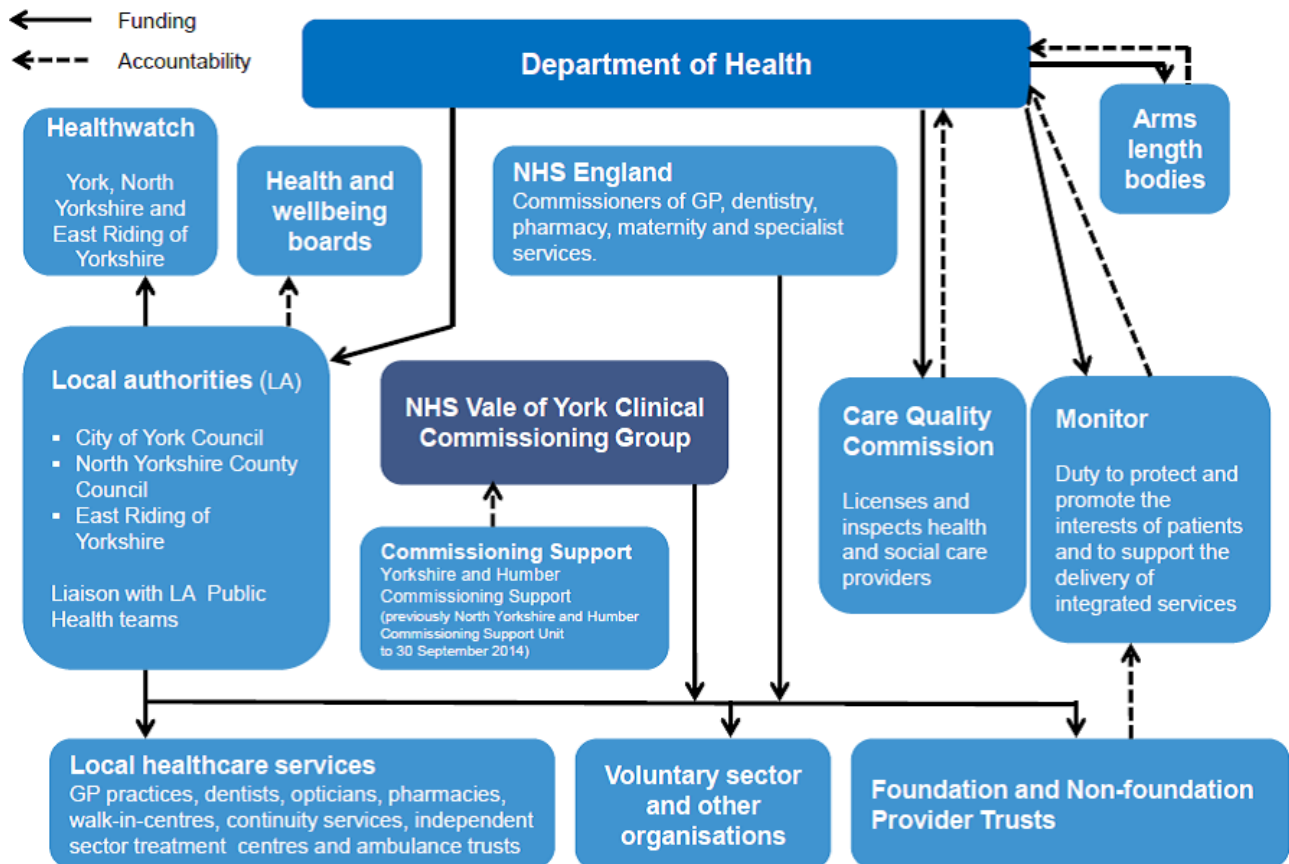 Funding
Accountability
Department of Health
Healthwatch
York, North
Yorkshire and
East Riding of
Yorkshire
Health and
wellbeing
boards
NHS England
Commissioners of GP, dentistry,
pharmacy, maternity and specialist
services.
Arms
length
bodies
Local authorities (LA)
▪ City of York Council
▪ North Yorkshire County
Council
▪ East Riding of
Yorkshire
Liaison with LA Public
Health teams
NHS Vale of York Clinical
Commissioning Group
Commissioning Support
Yorkshire and Humber
Commissioning Support
(previously North Yorkshire and Humber
Commissioning Support Unit
to 30 September 2014)
Care Quality
Commission
Licenses and
inspects health
and social care
providers
Monitor
Duty to protect and
promote the
interests of patients
and to support the
delivery of
integrated services
Local healthcare services
GP practices, dentists, opticians, pharmacies,
walk-in-centres, continuity services, independent
sector treatment centres and ambulance trusts
Voluntary sector
and other
organisations
Foundation and Non-foundation
Provider Trusts